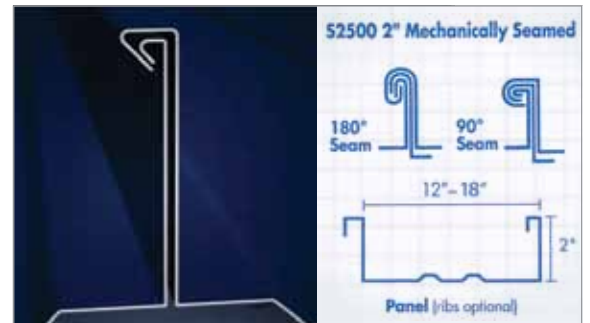 S2500 2" Mechanically Seamed
180° Seam
90° Seam
12"–18"
2"
Panel (ribs optional)